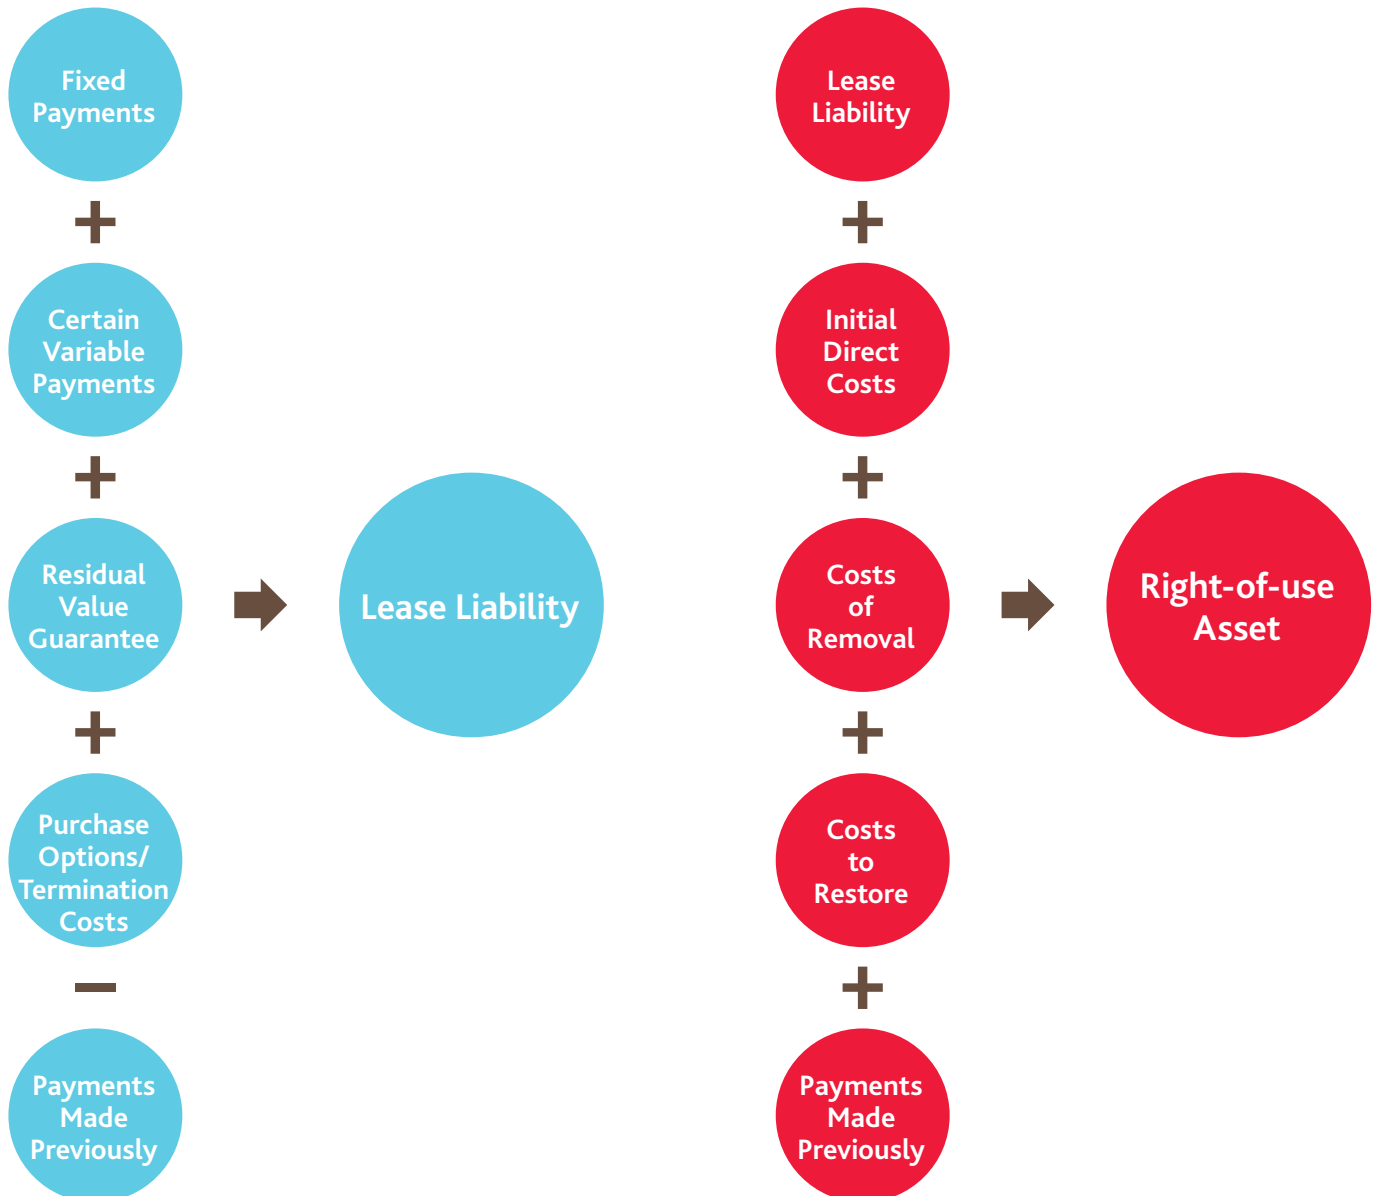 Fixed
Payments
+
Certain
Variable
Payments
+
Residual
Value
Guarantee
+
Purchase
Options/
Termination
Costs
−
Payments
Made
Previously
Lease Liability
Lease
Liability
+
Initial
Direct
Costs
+
Costs
of
Removal
+
Costs
to
Restore
+
Payments
Made
Previously
Right-of-use
Asset